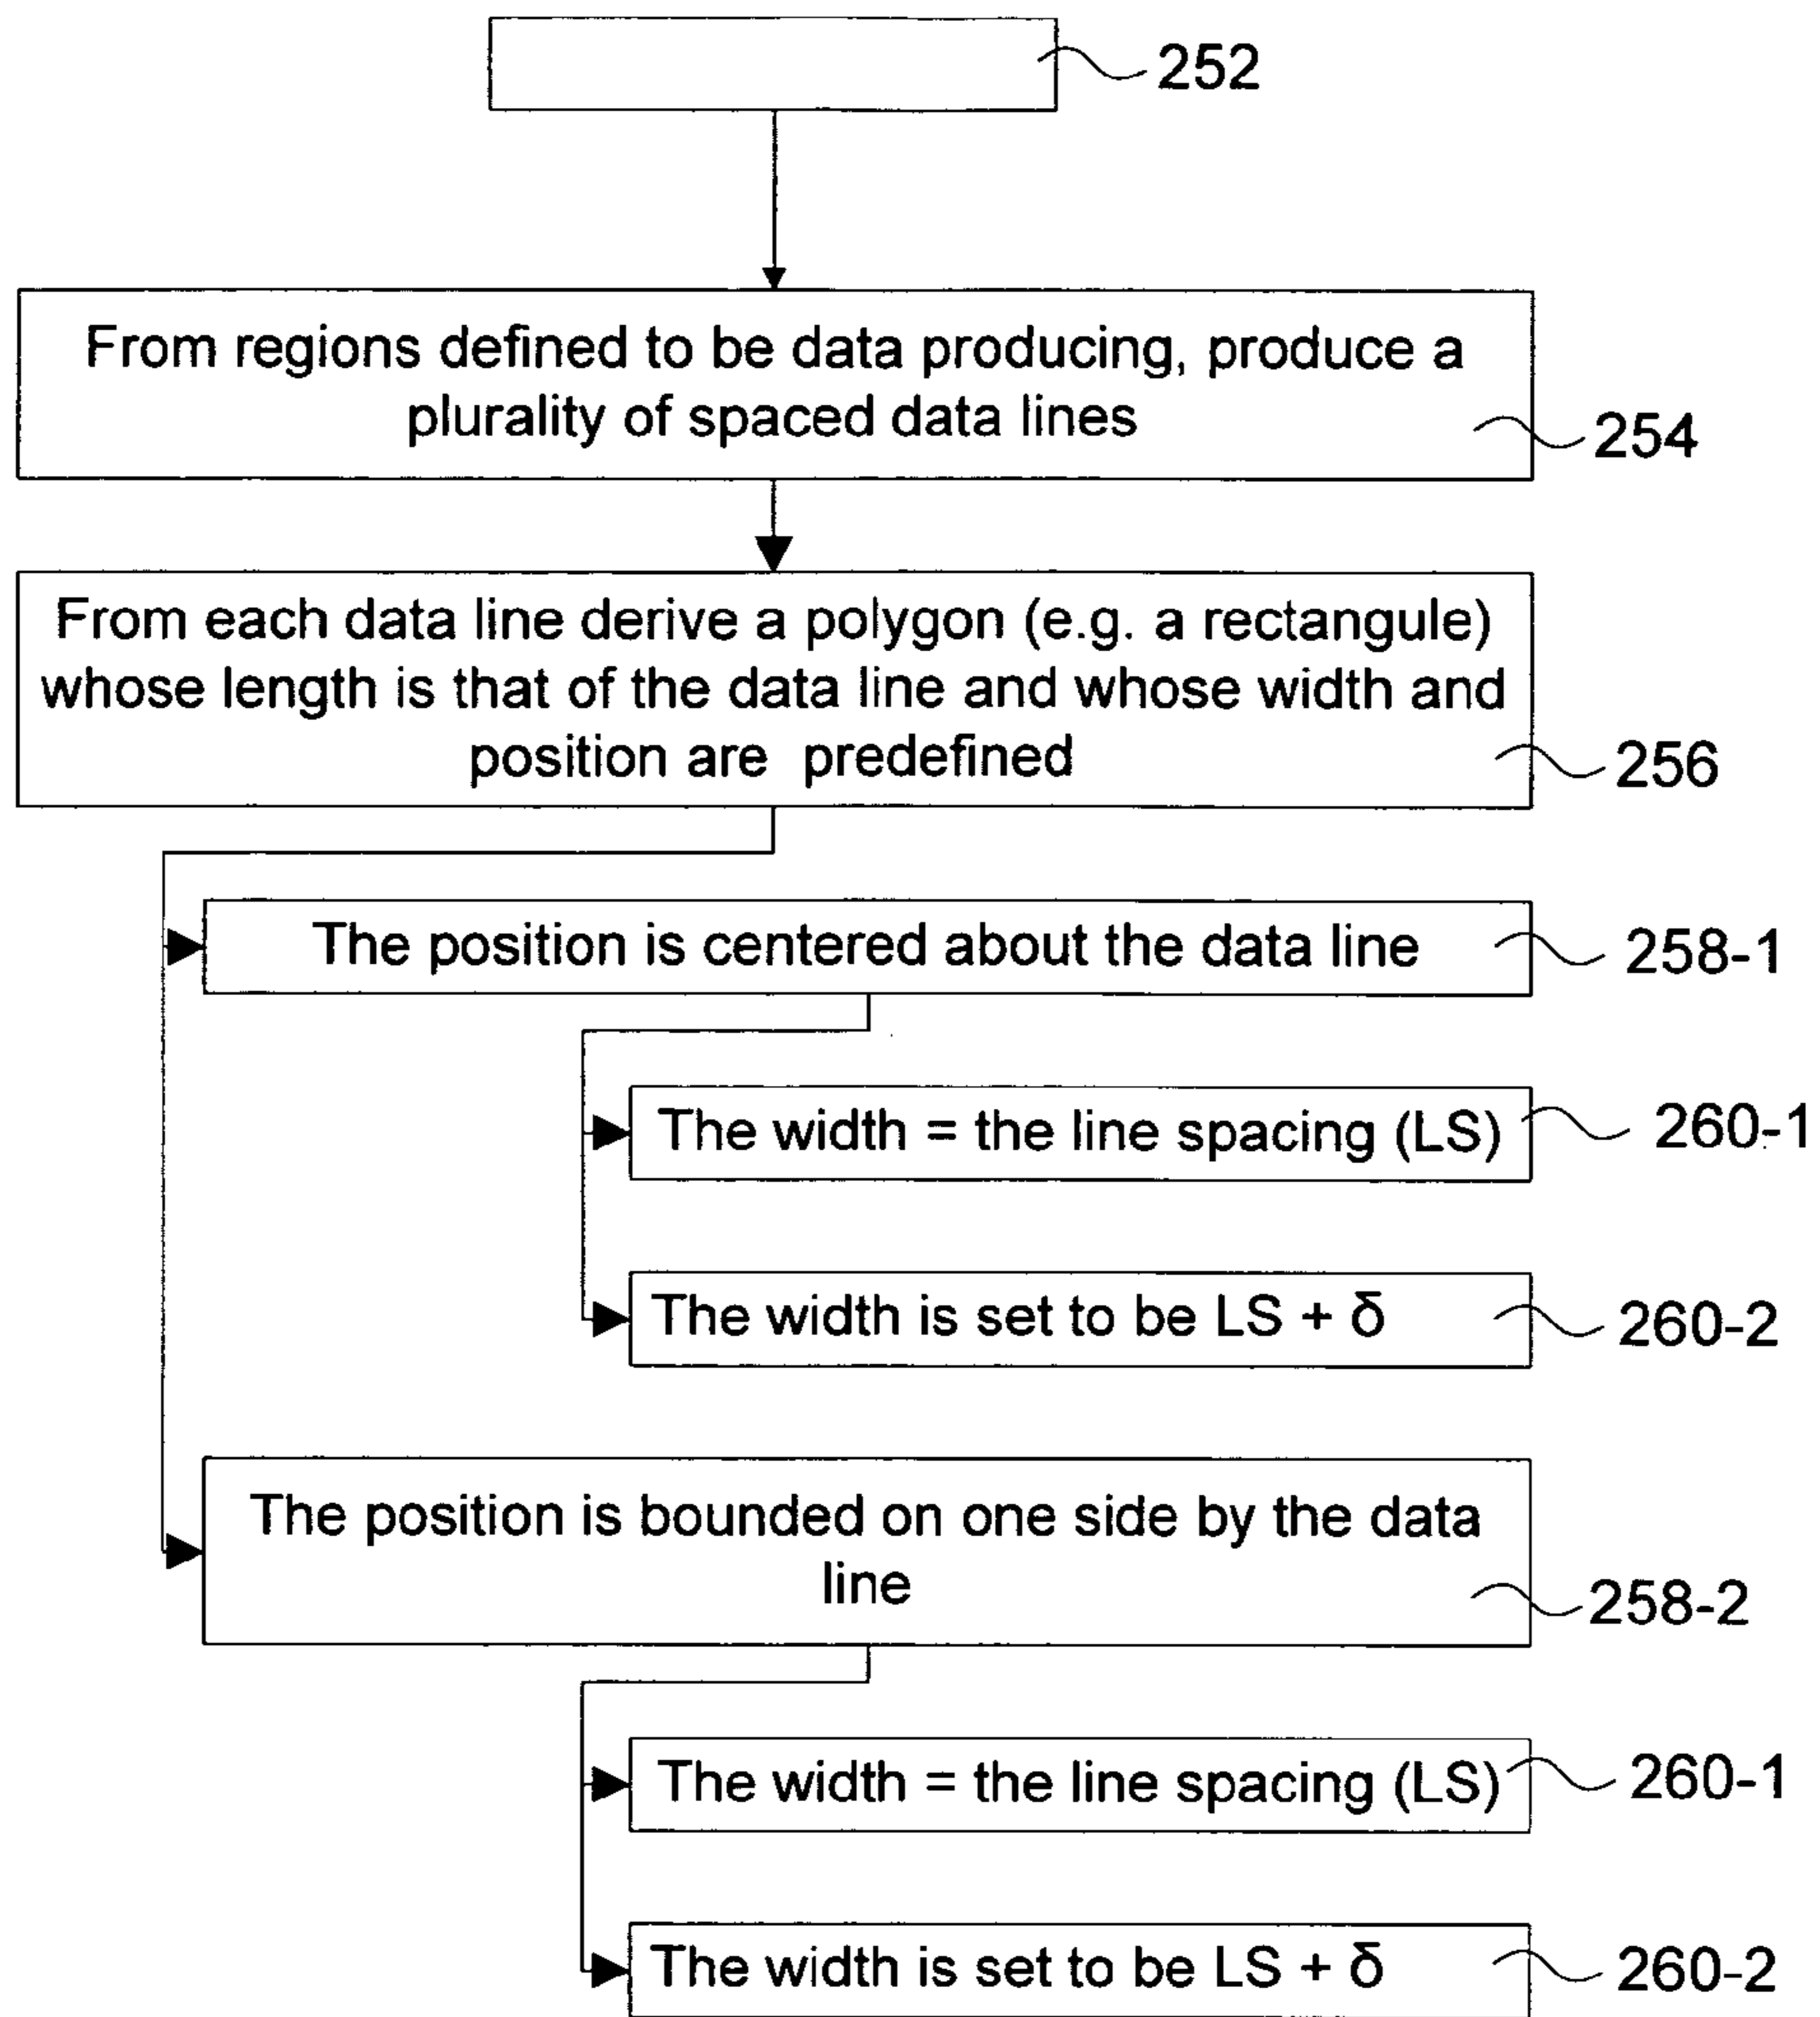 252
From regions defined to be data producing, produce a
plurality of spaced data lines
254
From each data line derive a polygon (e.g. a rectangule)
whose length is that of the data line and whose width and
position are predefined
256
The position is centered about the data line
258-1
The width = the line spacing (LS)
260-1
The width is set to be LS + δ
260-2
The position is bounded on one side by the data
line
258-2
The width = the line spacing (LS)
260-1
The width is set to be LS + δ
260-2